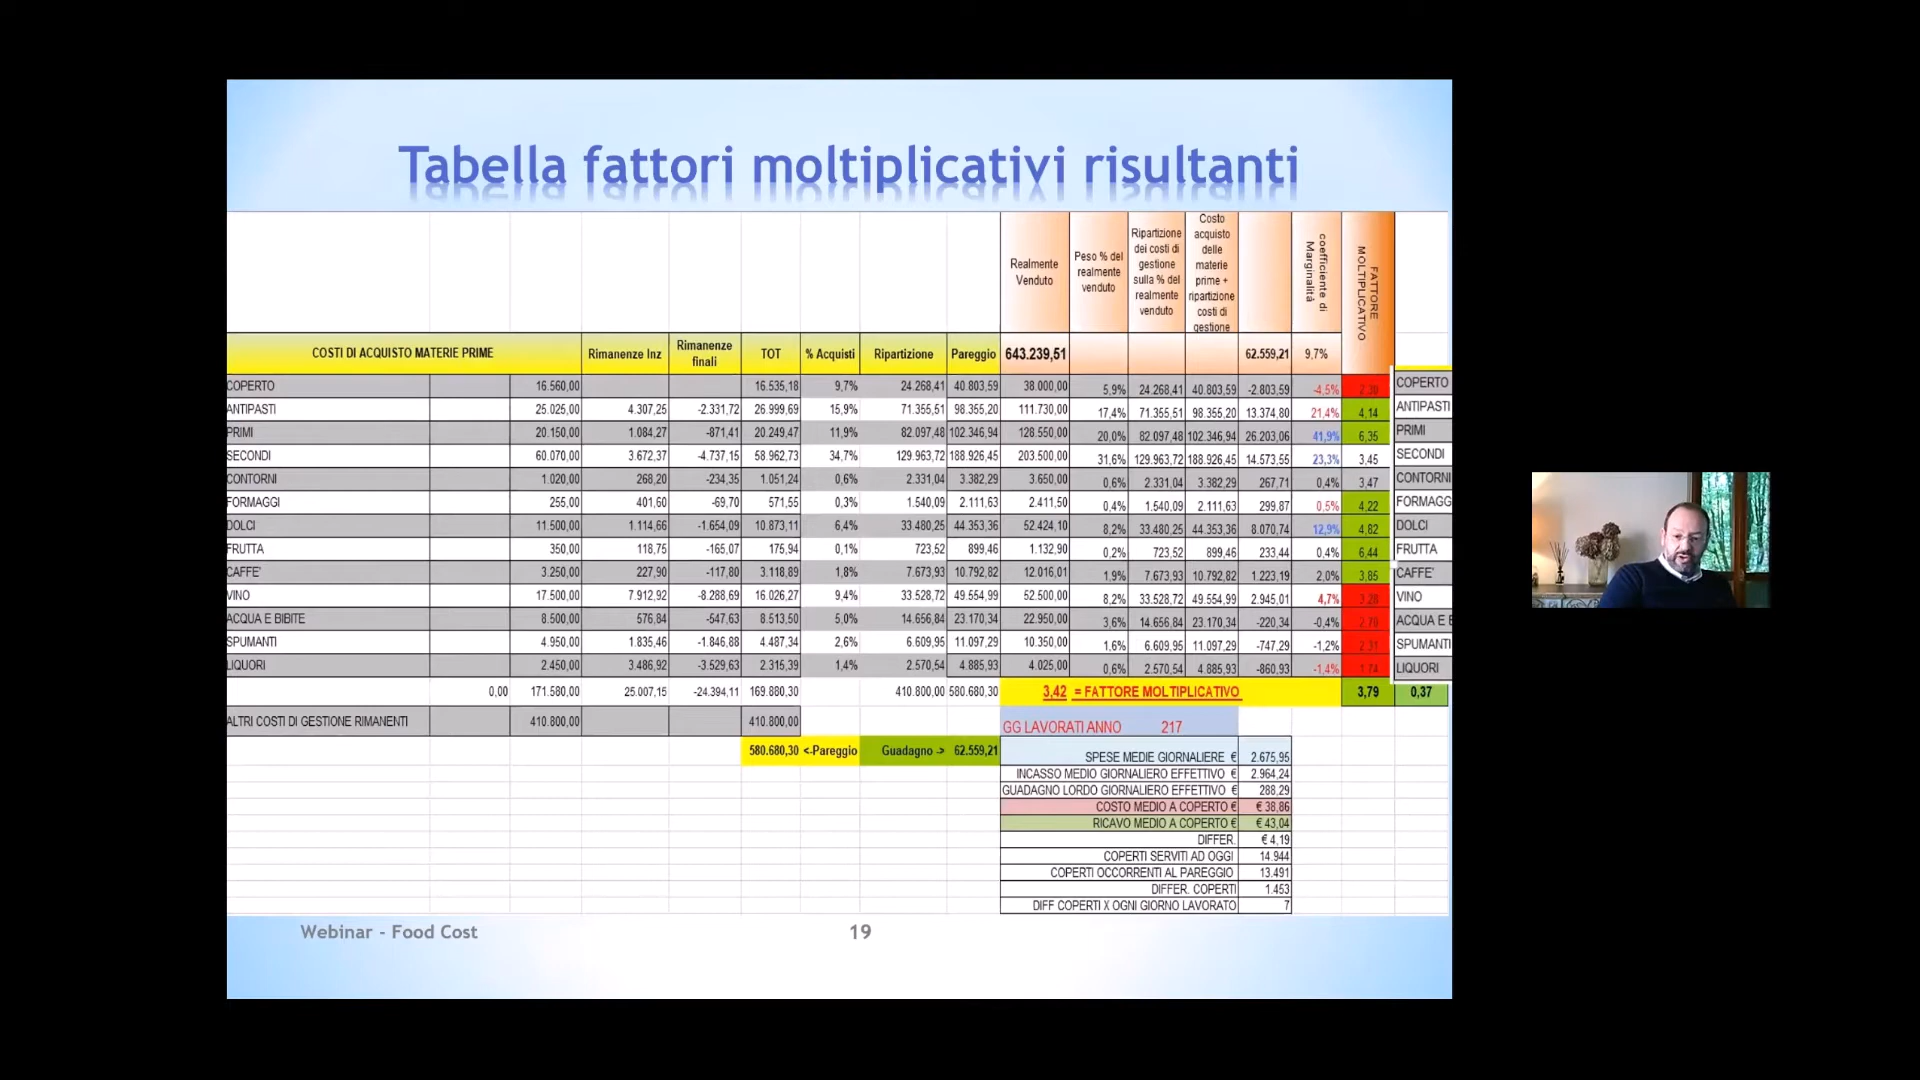 Tabella fattori moltiplicativi risultanti
Realmente Venduto
Peso % del realmente venduto
Ripartizione dei costi di gestione sulla % del realmente venduto
Costo acquisto delle materie prime + ripartizione costi di gestione
coefficiente di Marginalità
FATTORE MOLTIPLICATIVO
COSTI DI ACQUISTO MATERIE PRIME Rimanenze Inz Rimanenze finali TOT % Acquisti Ripartizione Pareggio 643.239,51 62.559,21 9,7%
COPERTO 16.560,00 16.535,18 9,7% 24.268,41 40.803,59 38.000,00 5,9% 24.268,41 40.803,59 -2.803,59 -4,5% COPERTO
ANTIPASTI 25.025,00 4.307,25 -2.331,72 26.999,69 15,9% 71.355,51 98.355,20 111.730,00 17,4% 71.355,51 98.355,20 13.374,80 21,4% 4,14 ANTIPASTI
PRIMI 20.150,00 1.084,27 -871,41 20.249,47 11,9% 82.097,48 102.346,94 128.550,00 20,0% 82.097,48 102.346,94 26.203,06 41,9% 6,35 PRIMI
SECONDI 60.070,00 3.672,37 -4.737,15 58.962,73 34,7% 129.963,72 188.926,45 203.500,00 31,6% 129.963,72 188.926,45 14.573,55 23,3% 3,45 SECONDI
CONTORNI 1.020,00 268,20 -234,35 1.051,24 0,6% 2.331,04 3.382,29 3.650,00 0,6% 2.331,04 3.382,29 267,71 0,4% 3,47 CONTORNI
FORMAGGI 255,00 401,60 -69,70 571,55 0,3% 1.540,09 2.111,63 2.411,50 0,4% 1.540,09 2.111,63 299,87 0,5% 4,22 FORMAGG
DOLCI 11.500,00 1.114,66 -1.654,09 10.873,11 6,4% 33.480,25 44.353,36 52.424,10 8,2% 33.480,25 44.353,36 8.070,74 12,9% 4,82 DOLCI
FRUTTA 350,00 118,75 -165,07 175,94 0,1% 723,52 899,46 1.132,90 0,2% 723,52 899,46 233,44 0,4% 6,44 FRUTTA
CAFFE' 3.250,00 227,90 -117,80 3.118,89 1,8% 7.673,93 10.792,82 12.016,01 1,9% 7.673,93 10.792,82 1.223,19 2,0% 3,85 CAFFE'
VINO 17.500,00 7.912,92 -8.288,69 16.026,27 9,4% 33.528,72 49.554,99 52.500,00 8,2% 33.528,72 49.554,99 2.945,01 4,7% 3,28 VINO
ACQUA E BIBITE 8.500,00 576,84 -547,63 8.513,50 5,0% 14.656,84 23.170,34 22.950,00 3,6% 14.656,84 23.170,34 -220,34 -0,4% 2,70 ACQUA E
SPUMANTI 4.950,00 1.835,46 -1.846,88 4.487,34 2,6% 6.609,95 11.097,29 10.350,00 1,6% 6.609,95 11.097,29 -747,29 -1,2% 2,31 SPUMANTI
LIQUORI 2.450,00 3.486,92 -3.529,63 2.315,39 1,4% 2.570,54 4.885,93 4.025,00 0,6% 2.570,54 4.885,93 -860,93 -1,4% 1,74 LIQUORI
0,00 171.580,00 25.007,15 -24.394,11 169.880,30 410.800,00 580.680,30 3,42 = FATTORE MOLTIPLICATIVO 3,79 0,37
ALTRI COSTI DI GESTIONE RIMANENTI 410.800,00 410.800,00 GG LAVORATI ANNO 217
580.680,30 <-Pareggio Guadagno -> 62.559,21 SPESE MEDIE GIORNALIERE € 2.675,95
INCASSO MEDIO GIORNALIERO EFFETTIVO € 2.964,24
GUADAGNO LORDO GIORNALIERO EFFETTIVO € 288,29
COSTO MEDIO A COPERTO € € 38,86
RICAVO MEDIO A COPERTO € € 43,04
DIFFER. € 4,19
COPERTI SERVITI AD OGGI 14.944
COPERTI OCCORRENTI AL PAREGGIO 13.491
DIFFER. COPERTI 1.453
DIFF COPERTI X OGNI GIORNO LAVORATO 7
Webinar - Food Cost 19